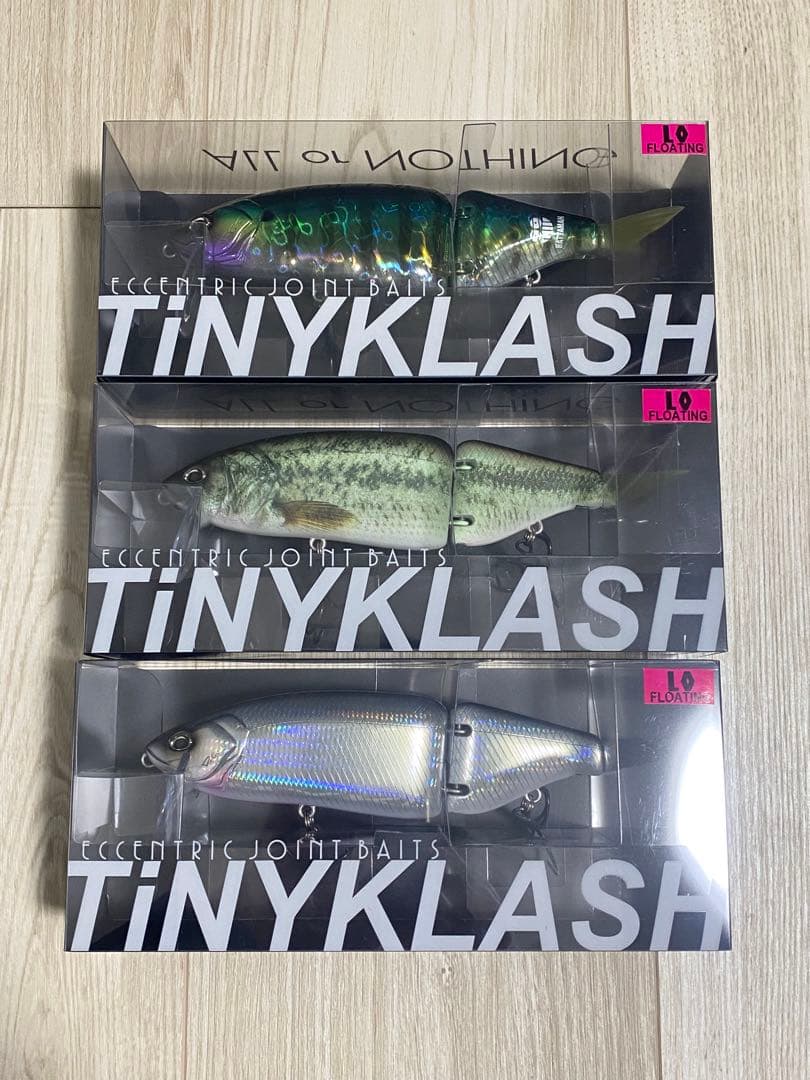 ALL or NOTHING
LO
FLOATING
BATTAMAN
ECCENTRIC JOINT BAITS
TiNYKLASH
ALL or NOTHING
LO
FLOATING
ECCENTRIC JOINT BAITS
TiNYKLASH
LO
FLOATING
ECCENTRIC JOINT BAITS
TiNYKLASH